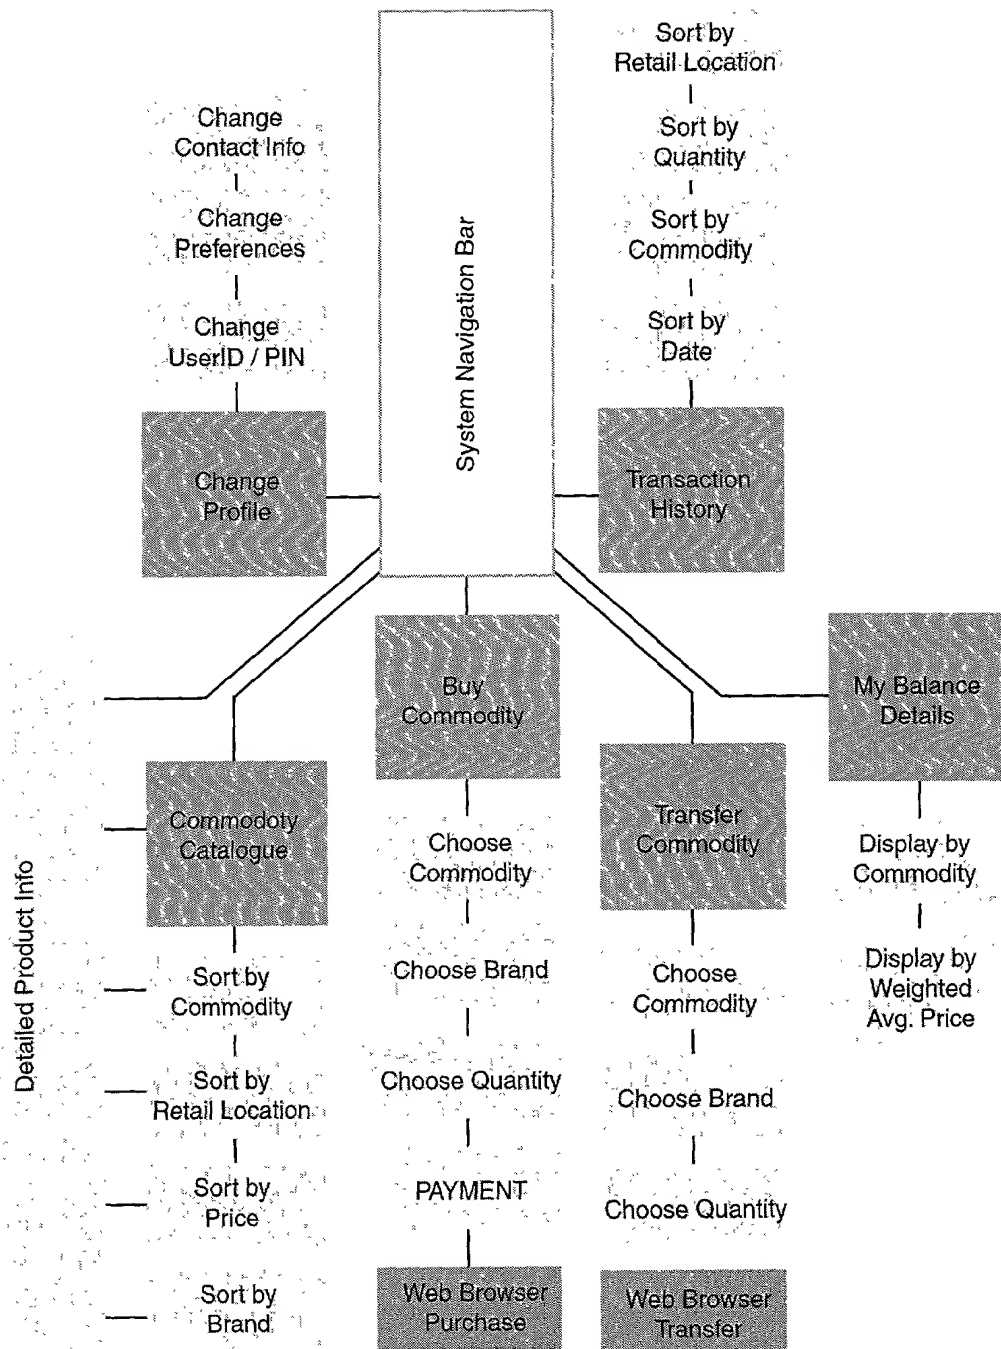 Sort by
Retail Location
Change
Contact Info
Sort by
Quantity
Change
Preferences
Sort by
Commodity
System Navigation Bar
Change
UserID / PIN
Sort by
Date
Change
Profile
Transaction
History
Buy
Commodity
My Balance
Details
Commodoty
Catalogue
Transfer
Commodity
Choose
Commodity
Display by
Commodity
Detailed Product Info
Sort by
Commodity
Choose Brand
Choose
Commodity
Display by
Weighted
Avg. Price
Sort by
Retail Location
Choose Quantity
Choose Brand
Sort by
Price
PAYMENT
Choose Quantity
Sort by
Brand
Web Browser
Purchase
Web Browser
Transfer